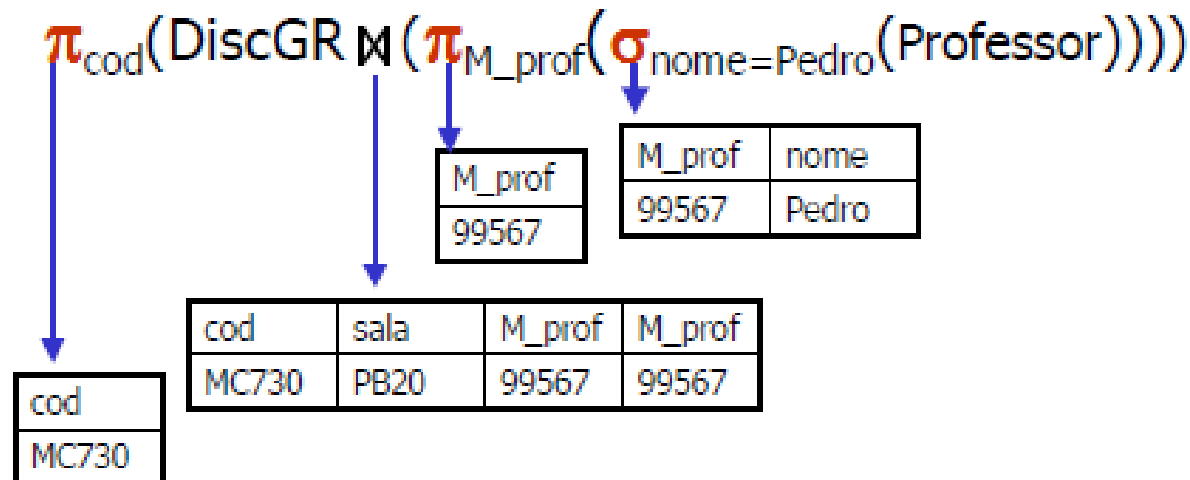 πcod(DiscGR ⋈ (πM_prof(σnome=Pedro(Professor))))
M_prof nome
99567 Pedro
M_prof
99567
cod sala M_prof M_prof
MC730 PB20 99567 99567
cod
MC730